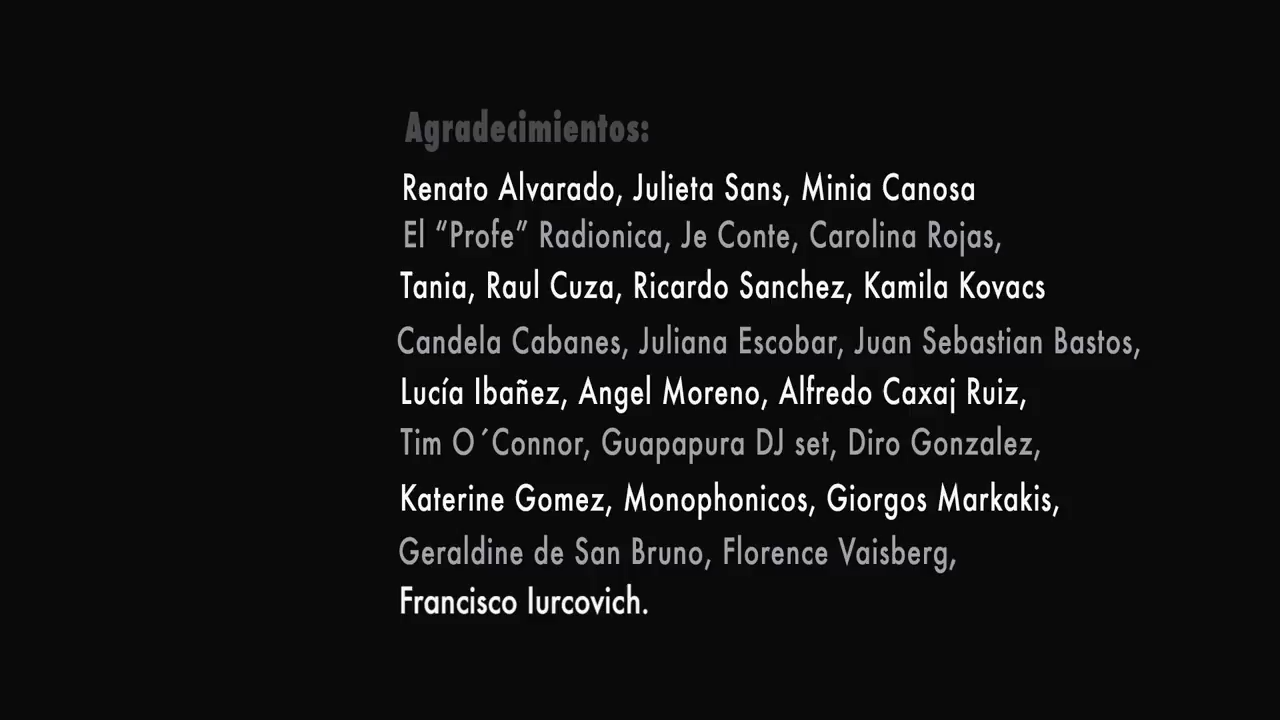 Agradecimientos:
Renato Alvarado, Julieta Sans, Minia Canosa
El “Profe” Radionica, Je Conte, Carolina Rojas,
Tania, Raul Cuza, Ricardo Sanchez, Kamila Kovacs
Candela Cabanes, Juliana Escobar, Juan Sebastian Bastos,
Lucía Ibañez, Angel Moreno, Alfredo Caxaj Ruiz,
Tim O´Connor, Guapapura DJ set, Diro Gonzalez,
Katerine Gomez, Monophonicos, Giorgos Markakis,
Geraldine de San Bruno, Florence Vaisberg,
Francisco Iurcovich.